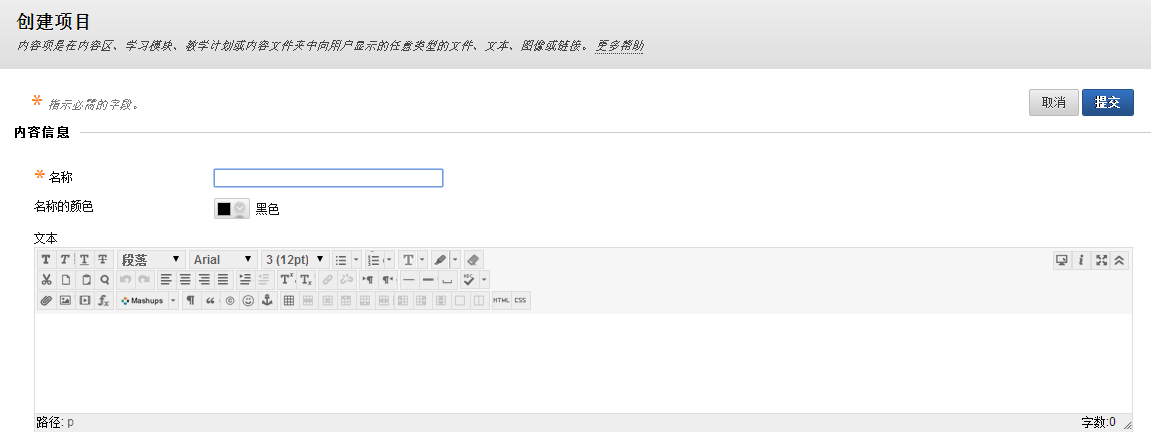 创建项目
内容项是在内容区、学习模块、教学计划或内容文件夹中向用户显示的任意类型的文件、文本、图像或链接。 更多帮助
* 指示必需的字段。
取消 提交
内容信息
* 名称
名称的颜色 黑色
文本
T T T T 段落 Arial 3 (12pt) T
Mashups HTML CSS
路径: p 字数:0